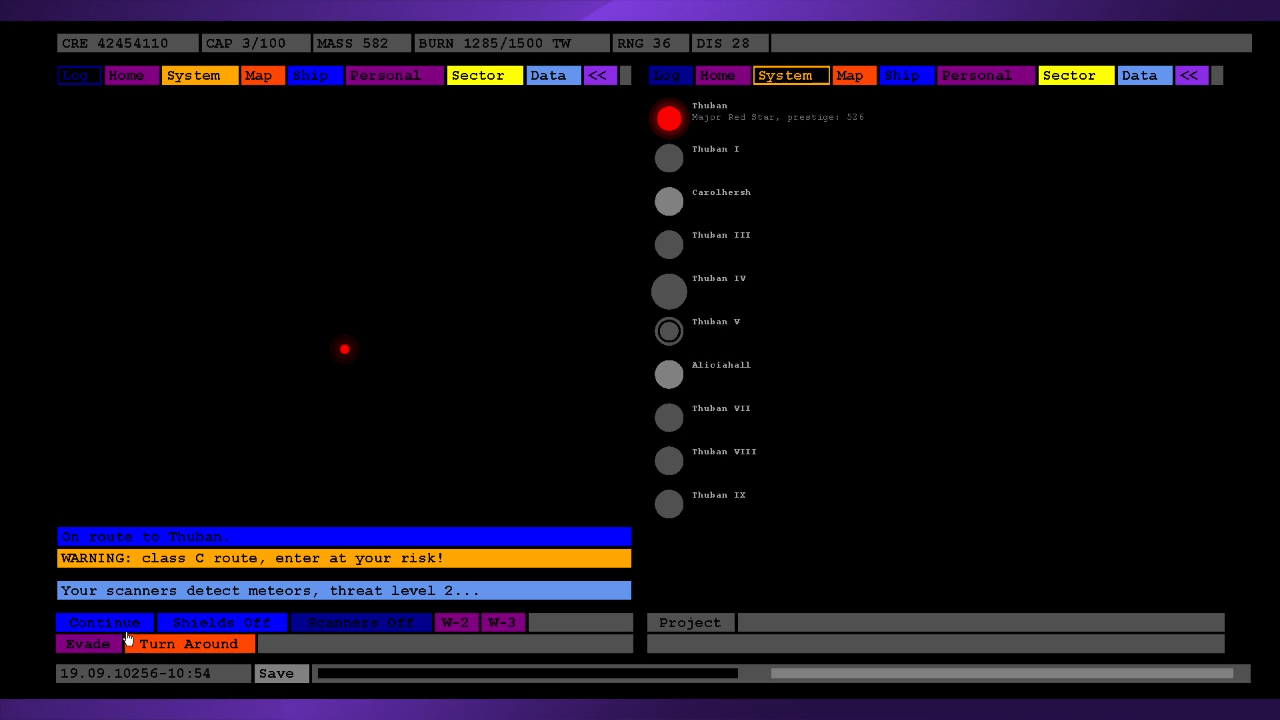 CRE 42454110 CAP 3/100 MASS 582 BURN 1285/1500 TW RNG 36 DIS 28
Log Home System Map Ship Personal Sector Data << Log Home System Map Ship Personal Sector Data <<
Thuban
Major Red Star, prestige: 526
Thuban I
Carolhersh
Thuban III
Thuban IV
Thuban V
Aliciahall
Thuban VII
Thuban VIII
Thuban IX
On route to Thuban.
WARNING: class C route, enter at your risk!
Your scanners detect meteors, threat level 2...
Continue Shields Off Scanners Off W-2 W-3 Project
Evade Turn Around
19.09.10256-10:54 Save